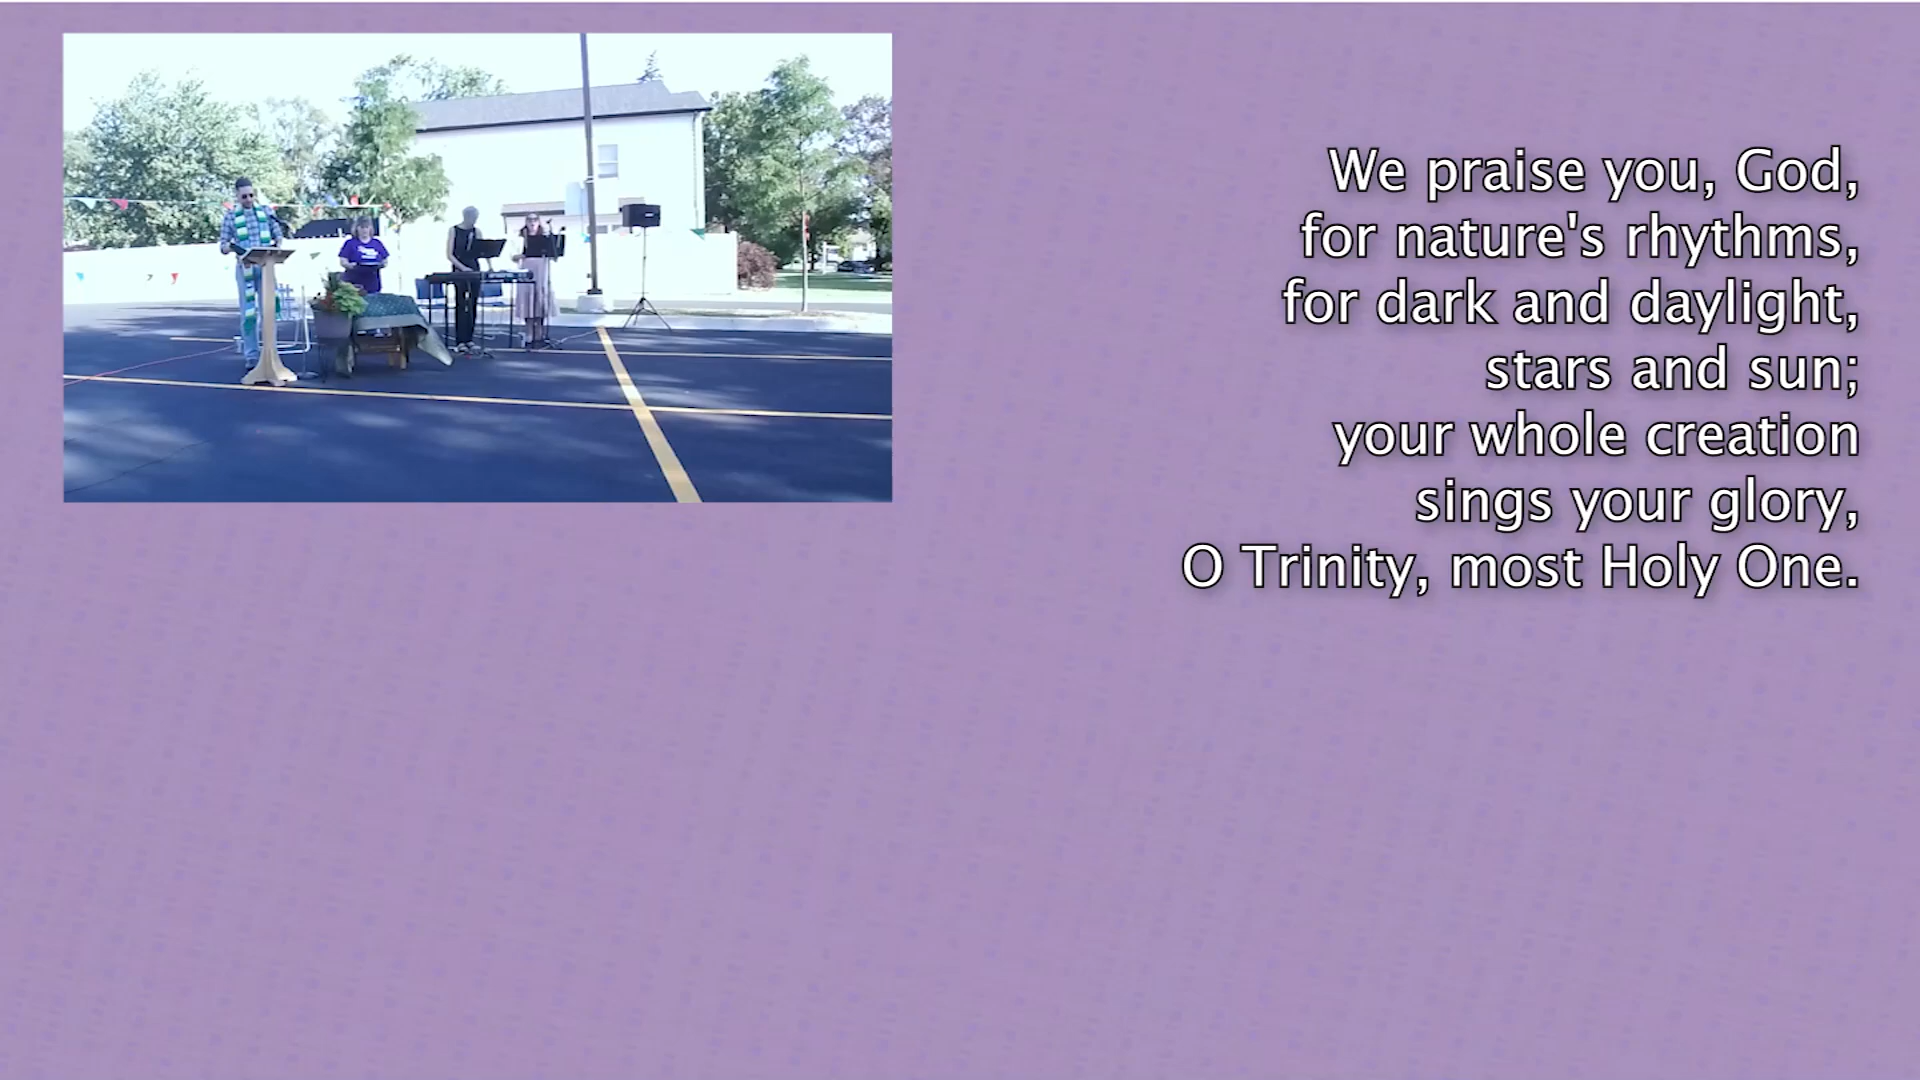 We praise you, God,
for nature's rhythms,
for dark and daylight,
stars and sun;
your whole creation
sings your glory,
O Trinity, most Holy One.